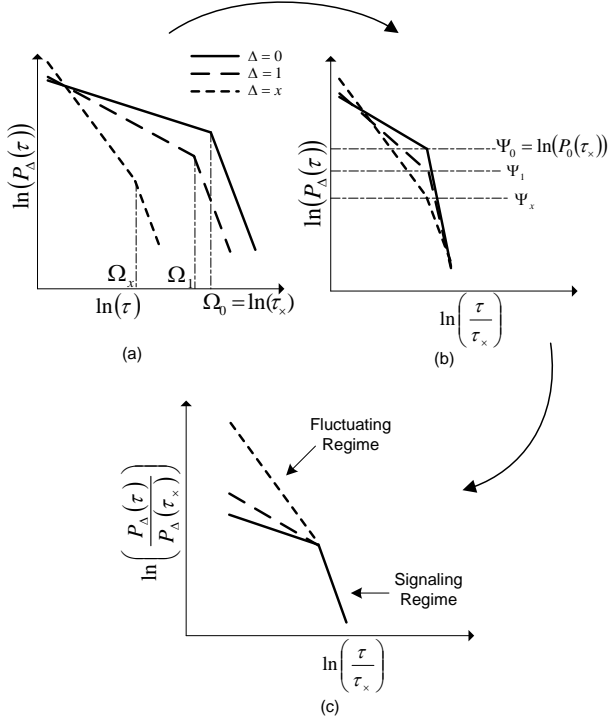 Δ = 0
Δ = 1
Δ = x
ln(P_Δ(τ))
Ω_x
Ω_1
Ω_0 = ln(τ_×)
ln(τ)
(a)
ln(P_Δ(τ))
Ψ_0 = ln(P_0(τ_×))
Ψ_1
Ψ_x
ln(τ/τ_×)
(b)
Fluctuating
Regime
ln(P_Δ(τ)/P_Δ(τ_×))
Signaling
Regime
ln(τ/τ_×)
(c)